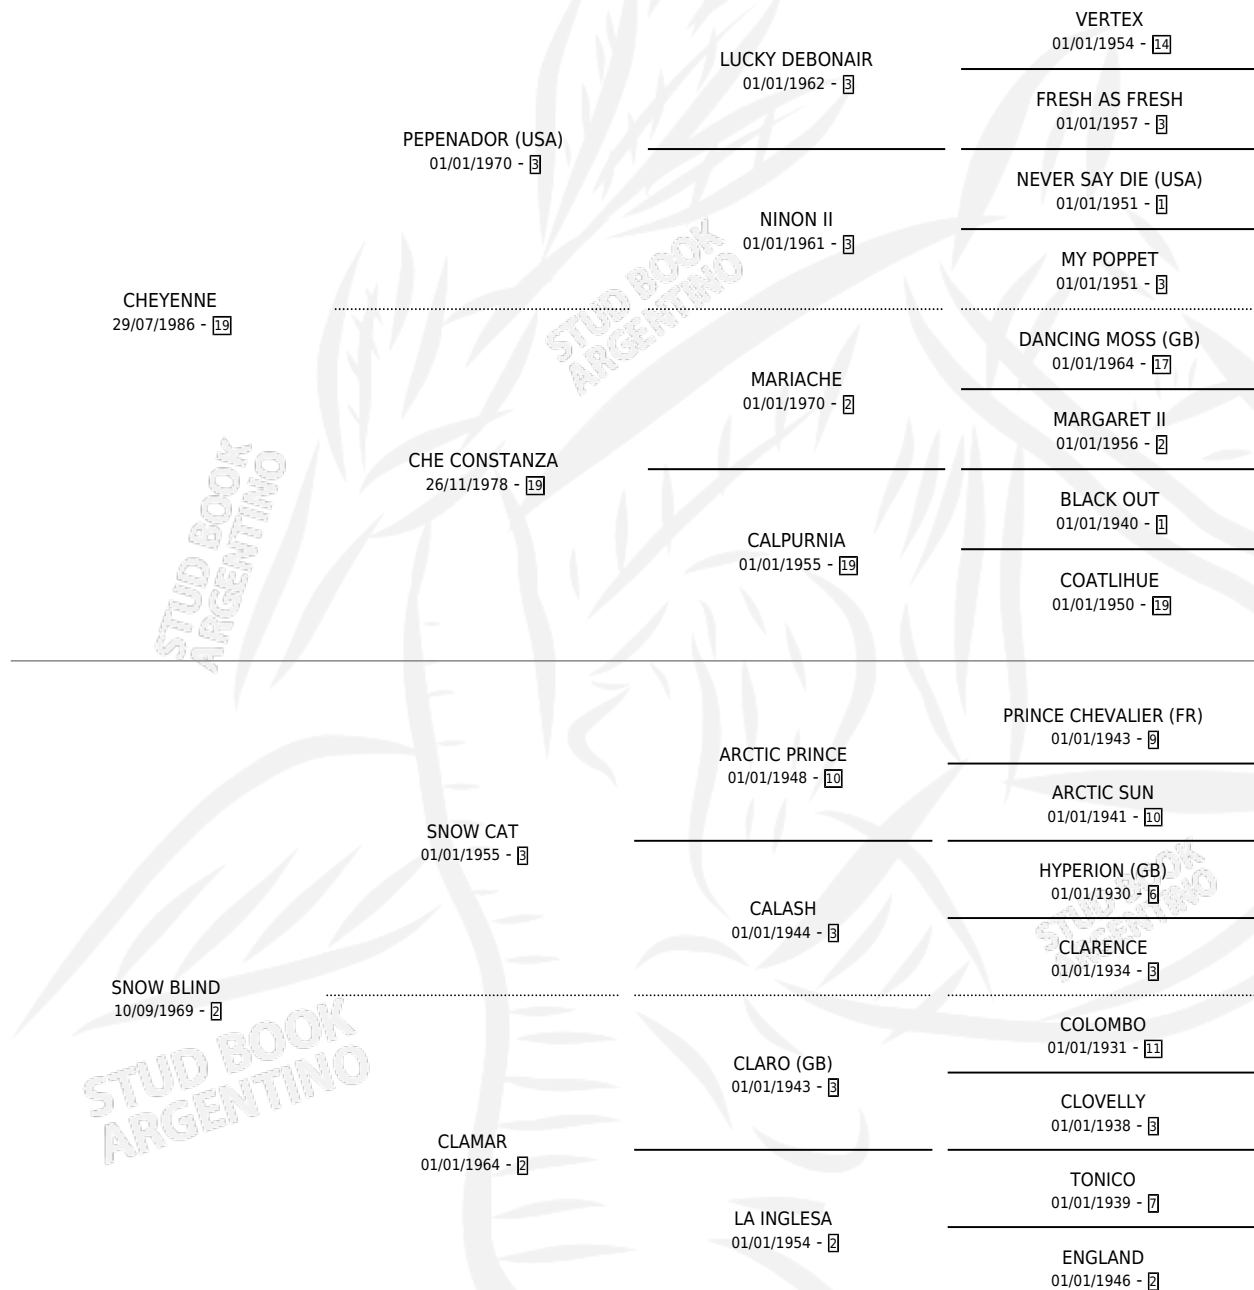 VERTEX
01/01/1954 - 14
LUCKY DEBONAIR
01/01/1962 - 3
FRESH AS FRESH
01/01/1957 - 3
PEPENADOR (USA)
01/01/1970 - 3
NEVER SAY DIE (USA)
01/01/1951 - 1
NINON II
01/01/1961 - 3
MY POPPET
01/01/1951 - 3
CHEYENNE
29/07/1986 - 19
DANCING MOSS (GB)
01/01/1964 - 17
MARIACHE
01/01/1970 - 2
MARGARET II
01/01/1956 - 2
CHE CONSTANZA
26/11/1978 - 19
BLACK OUT
01/01/1940 - 1
CALPURNIA
01/01/1955 - 19
COATLIHUE
01/01/1950 - 19
PRINCE CHEVALIER (FR)
01/01/1943 - 9
ARCTIC PRINCE
01/01/1948 - 10
ARCTIC SUN
01/01/1941 - 10
SNOW CAT
01/01/1955 - 3
HYPERION (GB)
01/01/1930 - 6
CALASH
01/01/1944 - 3
CLARENCE
01/01/1934 - 3
SNOW BLIND
10/09/1969 - 2
COLOMBO
01/01/1931 - 11
CLARO (GB)
01/01/1943 - 3
CLOVELLY
01/01/1938 - 3
CLAMAR
01/01/1964 - 2
TONICO
01/01/1939 - 7
LA INGLESA
01/01/1954 - 2
ENGLAND
01/01/1946 - 2
STUD BOOK
ARGENTINO
STUD BOOK
ARGENTINO
STUD BOOK
ARGENTINO
STUD BOOK
ARGENTINO